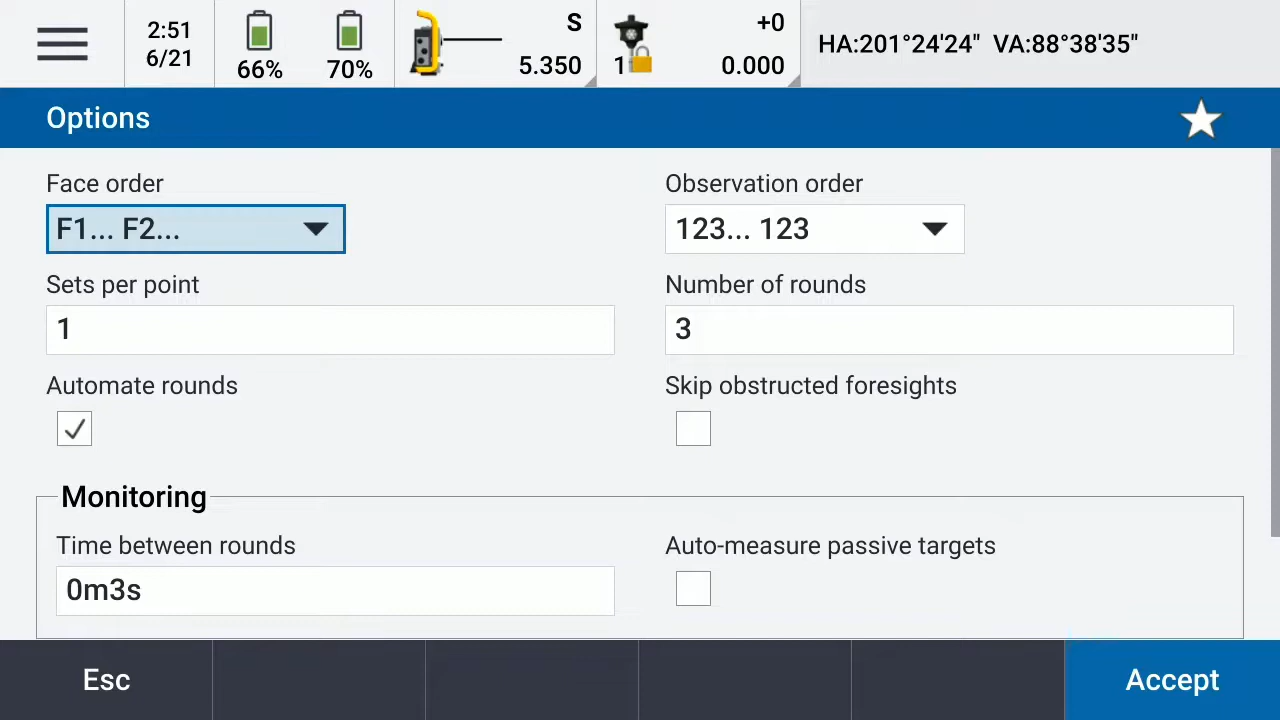 2:51
6/21
66%
70%
S
5.350
1
+0
0.000
HA:201°24'24" VA:88°38'35"
Options
Face order
Observation order
F1... F2...
123... 123
Sets per point
Number of rounds
1
3
Automate rounds
Skip obstructed foresights
Monitoring
Time between rounds
Auto-measure passive targets
0m3s
Esc
Accept